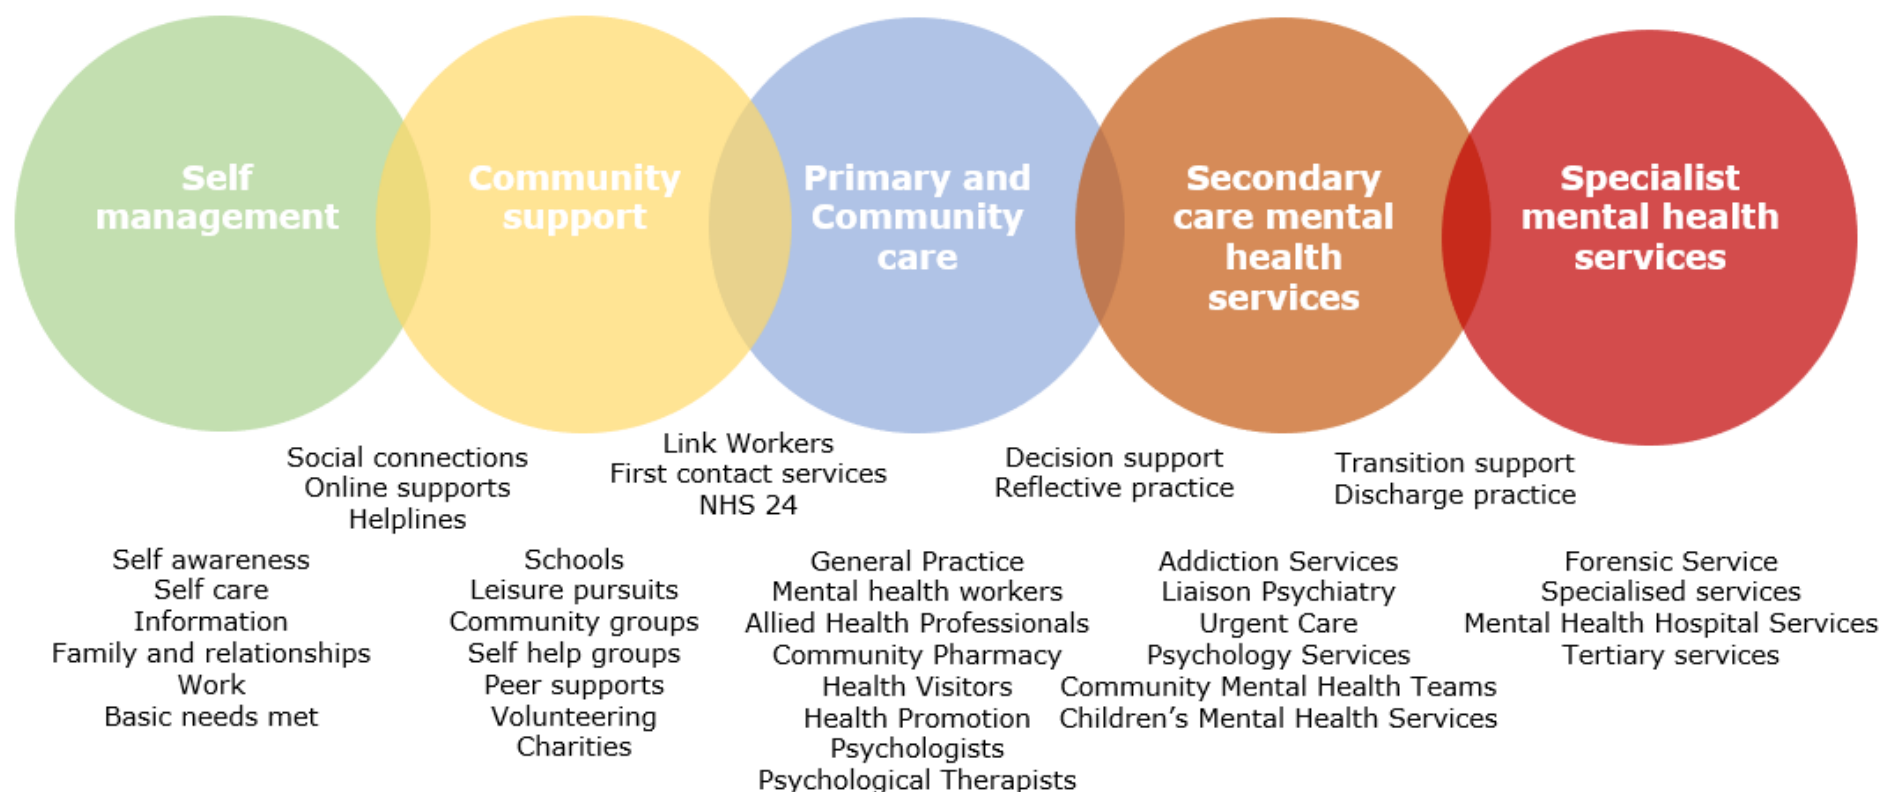 Self
management
Community
support
Primary and
Community
care
Secondary
care mental
health
services
Specialist
mental health
services
Social connections
Online supports
Helplines
Link Workers
First contact services
NHS 24
Decision support
Reflective practice
Transition support
Discharge practice
Self awareness
Self care
Information
Family and relationships
Work
Basic needs met
Schools
Leisure pursuits
Community groups
Self help groups
Peer supports
Volunteering
Charities
General Practice
Mental health workers
Allied Health Professionals
Community Pharmacy
Health Visitors
Health Promotion
Psychologists
Psychological Therapists
Addiction Services
Liaison Psychiatry
Urgent Care
Psychology Services
Community Mental Health Teams
Children’s Mental Health Services
Forensic Service
Specialised services
Mental Health Hospital Services
Tertiary services